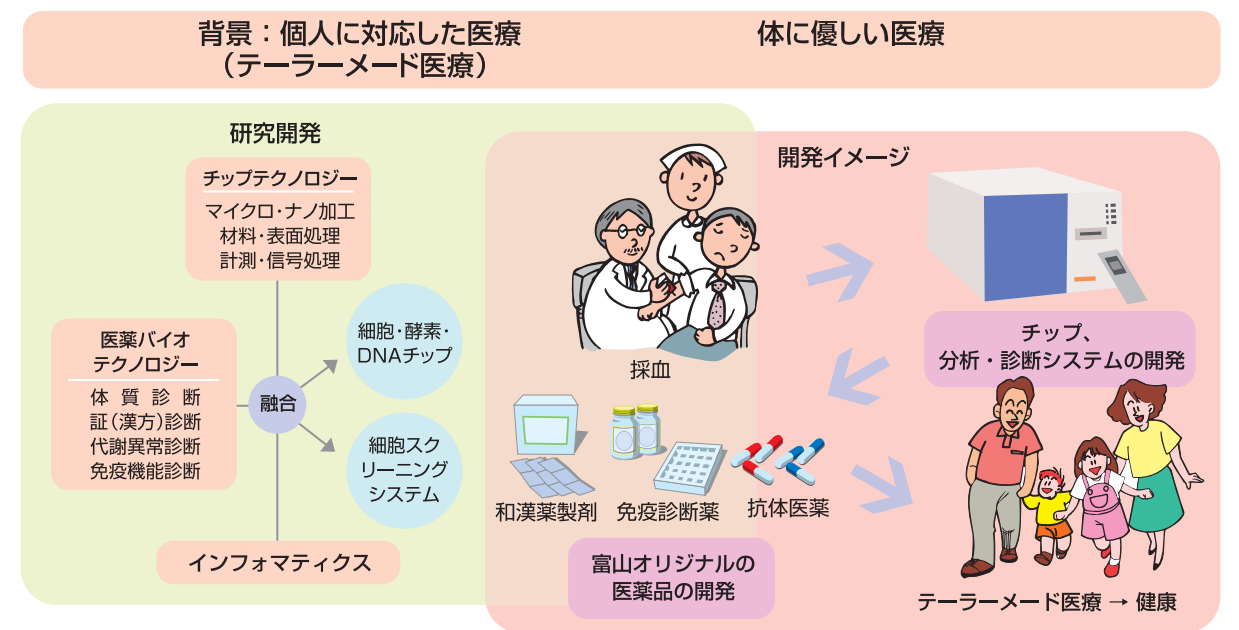 背景：個人に対応した医療
（テーラーメード医療）
体に優しい医療
研究開発
チップテクノロジー
マイクロ・ナノ加工
材料・表面処理
計測・信号処理
医薬バイオ
テクノロジー
体質診断
証（漢方）診断
代謝異常診断
免疫機能診断
融合
細胞・酵素・
DNAチップ
細胞スク
リーニング
システム
インフォマティクス
開発イメージ
採血
チップ、
分析・診断システムの開発
和漢薬製剤
免疫診断薬
抗体医薬
富山オリジナルの
医薬品の開発
テーラーメード医療 → 健康